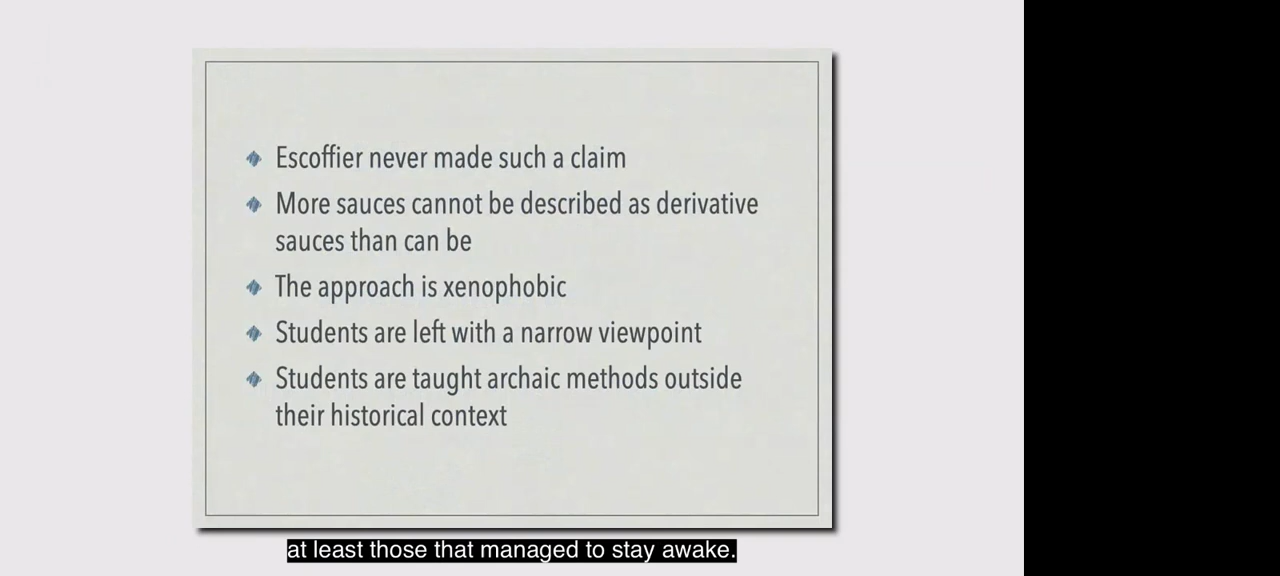 Escoffier never made such a claim
More sauces cannot be described as derivative
sauces than can be
The approach is xenophobic
Students are left with a narrow viewpoint
Students are taught archaic methods outside
their historical context
at least those that managed to stay awake.